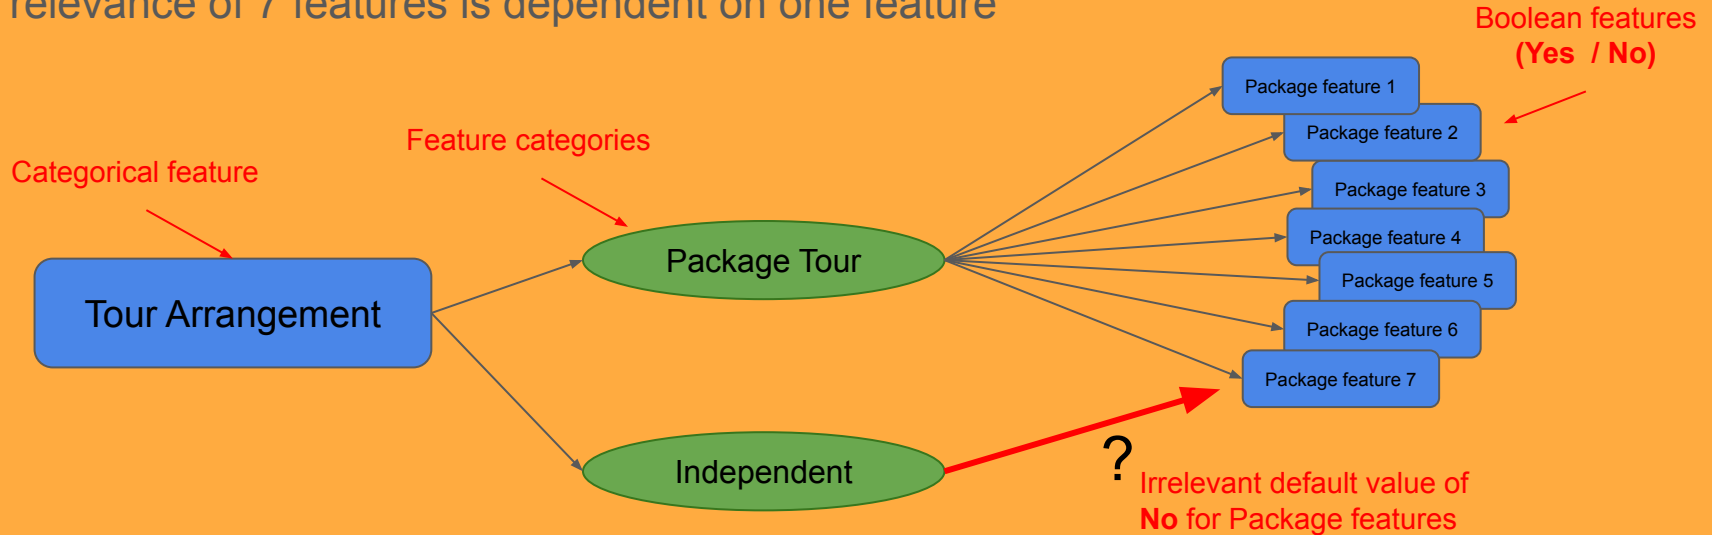 relevance of 7 features is dependent on one feature
Boolean features
(Yes / No)
Package feature 1
Package feature 2
Feature categories
Categorical feature
Package feature 3
Package feature 4
Package Tour
Package feature 5
Tour Arrangement
Package feature 6
Package feature 7
?
Independent
Irrelevant default value of
No for Package features